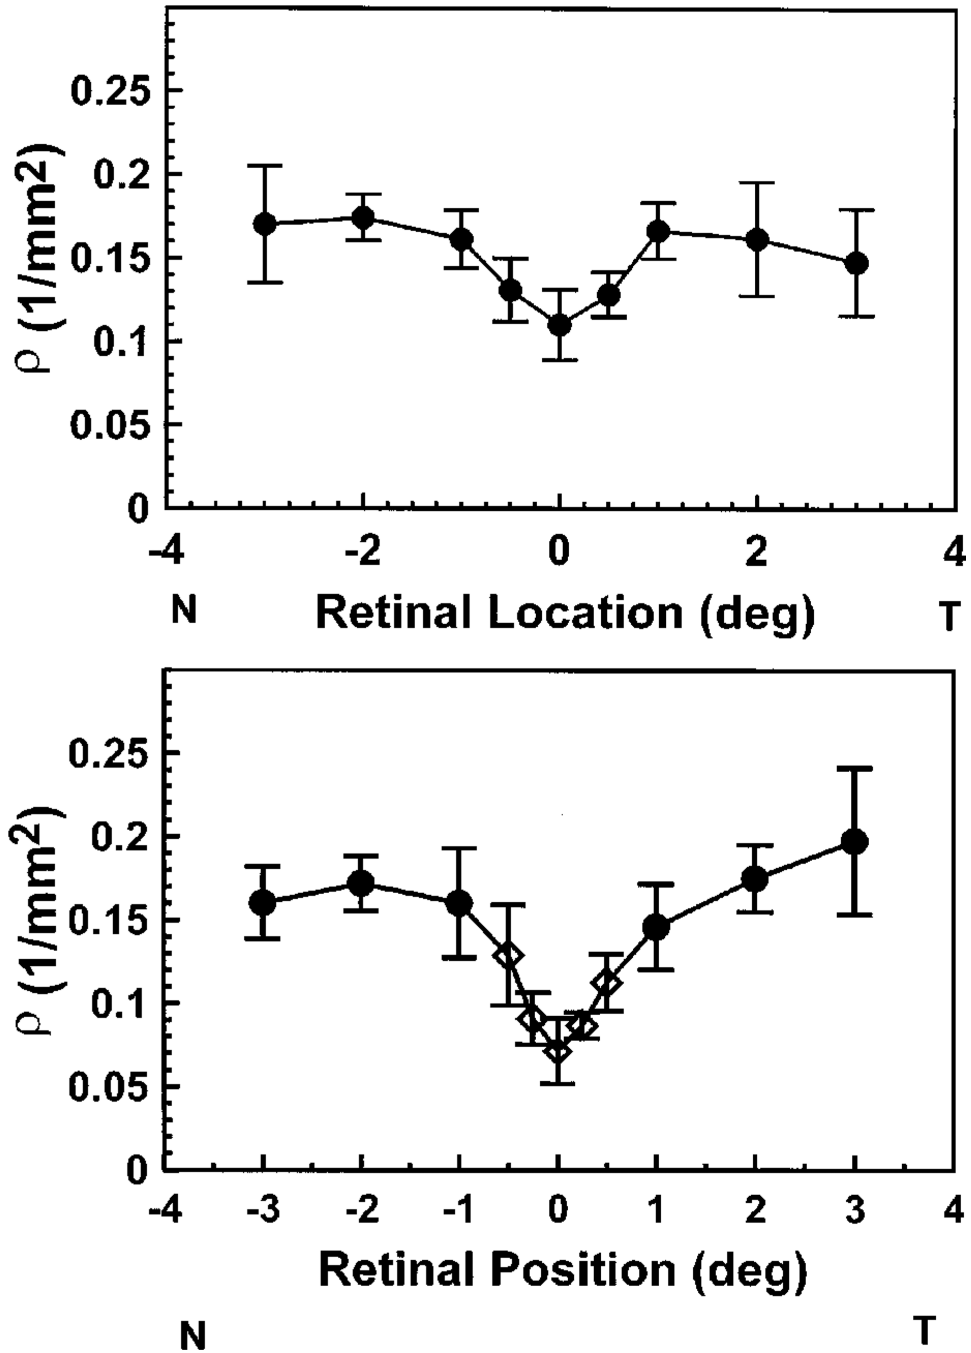 0.25
0.2
0.15
0.1
0.05
0
ρ (1/mm²)
-4 -2 0 2 4
N Retinal Location (deg) T
0.25
0.2
0.15
0.1
0.05
0
ρ (1/mm²)
-4 -3 -2 -1 0 1 2 3 4
Retinal Position (deg)
N T